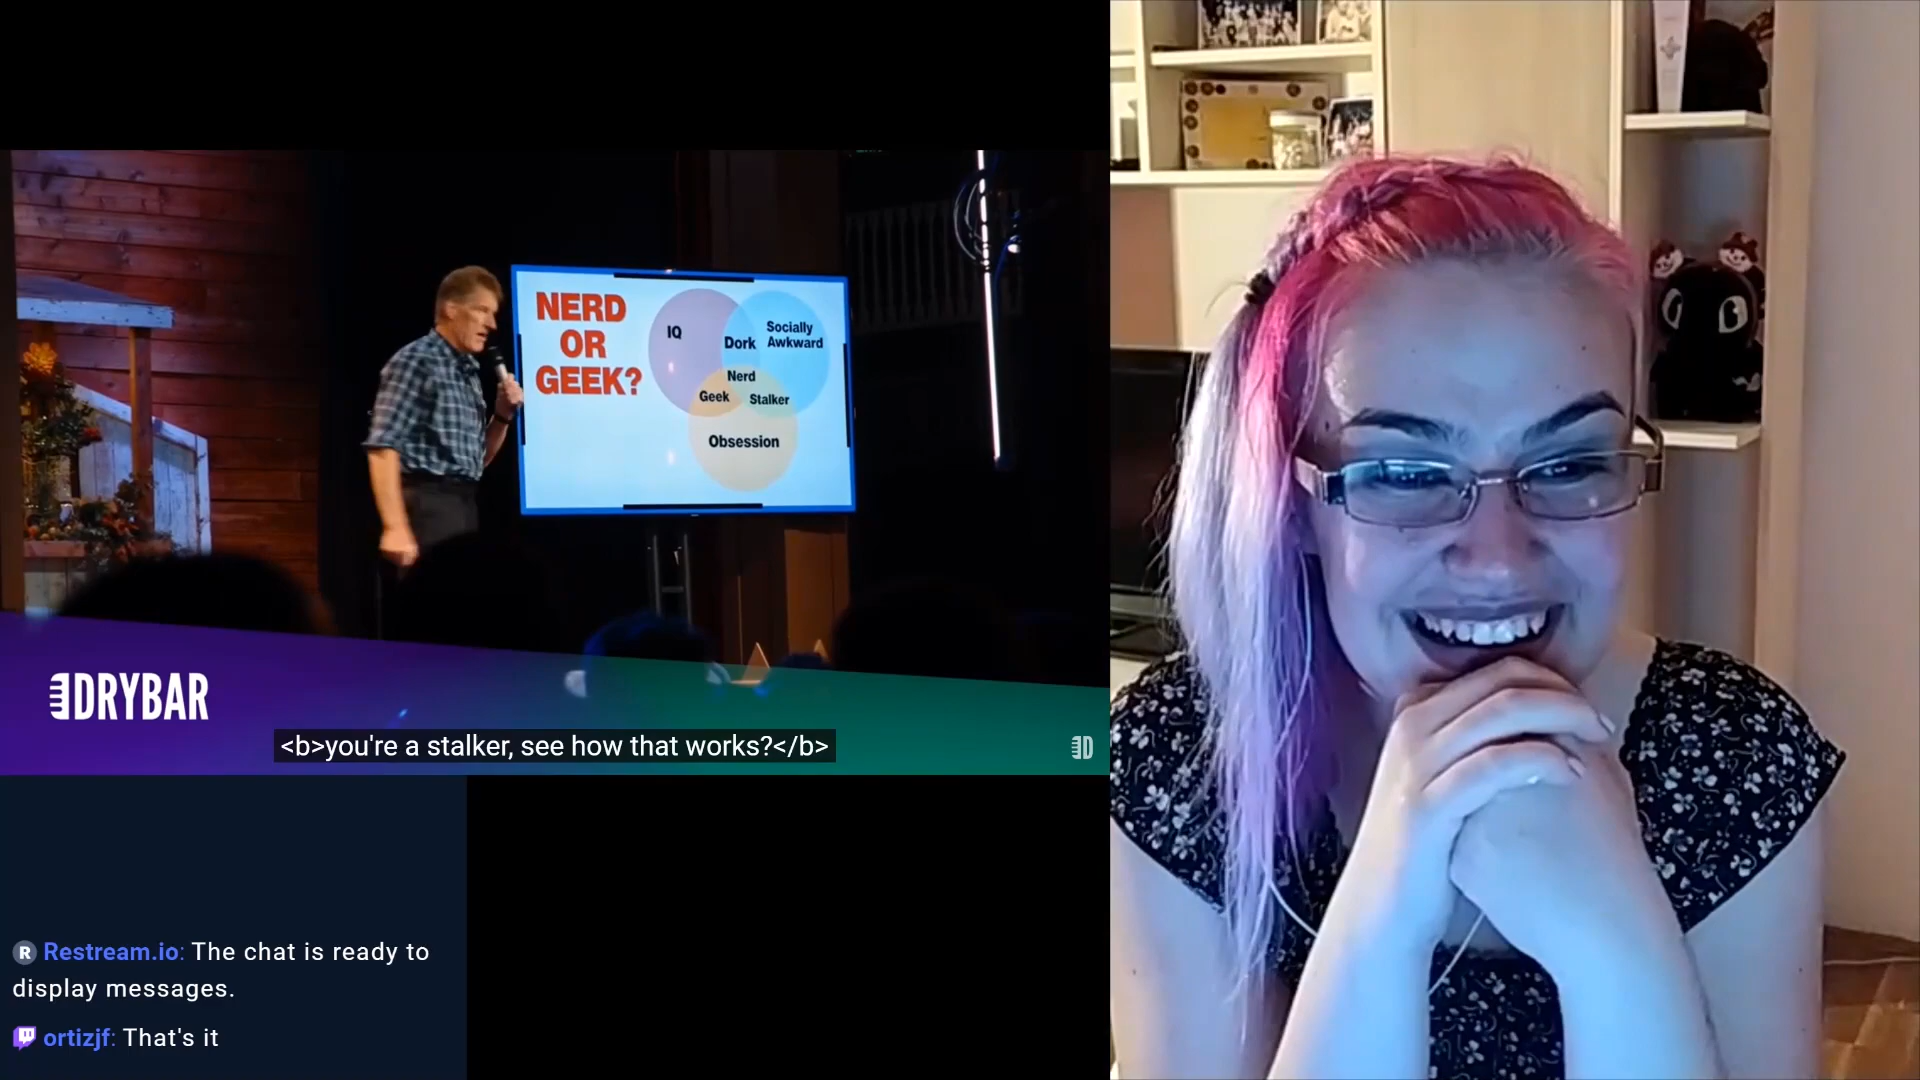 NERD
OR
GEEK?
IQ
Dork
Socially
Awkward
Nerd
Geek
Stalker
Obsession
DRYBAR
<b>you're a stalker, see how that works?</b>
D
R Restream.io: The chat is ready to
display messages.
ortizjf: That's it